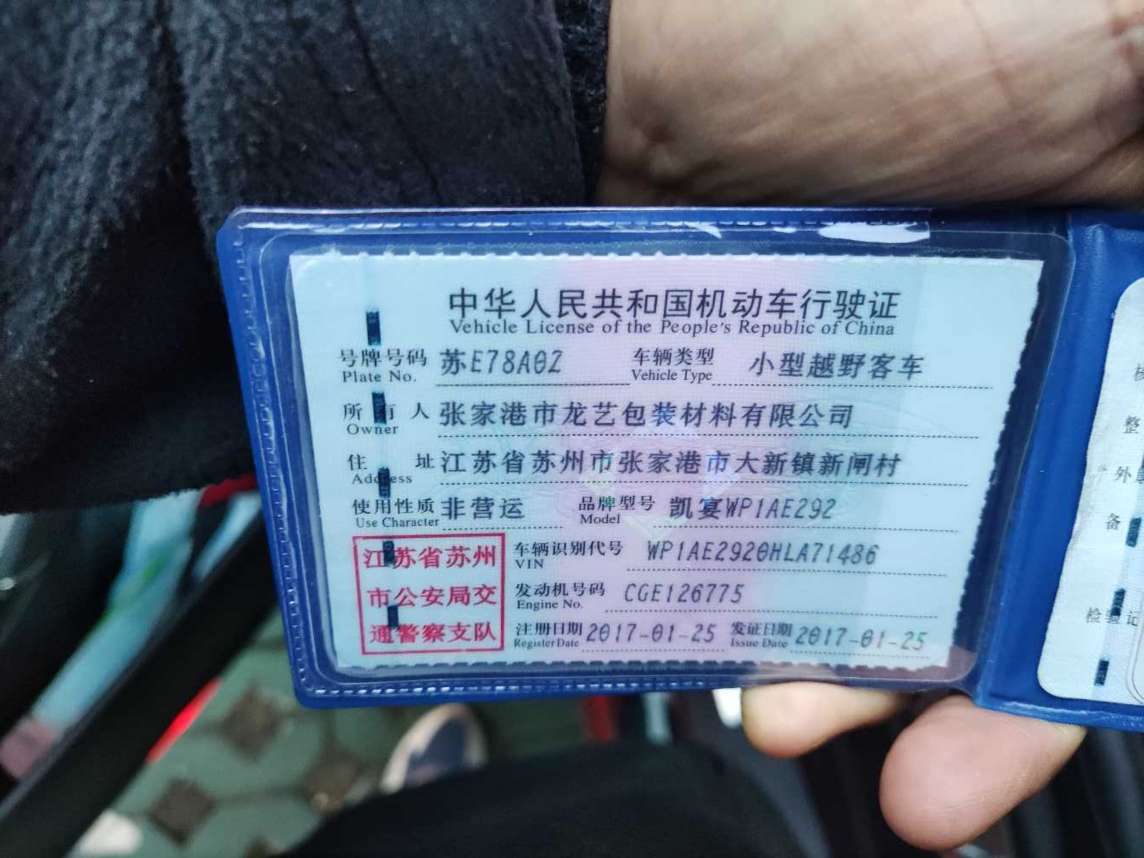 中华人民共和国机动车行驶证
Vehicle License of the People's Republic of China
号牌号码 苏E78A0Z 车辆类型 小型越野客车
Plate No. Vehicle Type
所有人 张家港市龙艺包装材料有限公司
Owner
住址 江苏省苏州市张家港市大新镇新闸村
Address
使用性质 非营运 品牌型号 凯宴WP1AE292
Use Character Model
江苏省苏州 车辆识别代号 WP1AE2920HLA71486
VIN
市公安局交 发动机号码 CGE126775
Engine No.
通警察支队 注册日期 2017-01-25 发证日期 2017-01-25
Register Date Issue Date
整
外
备
检验记